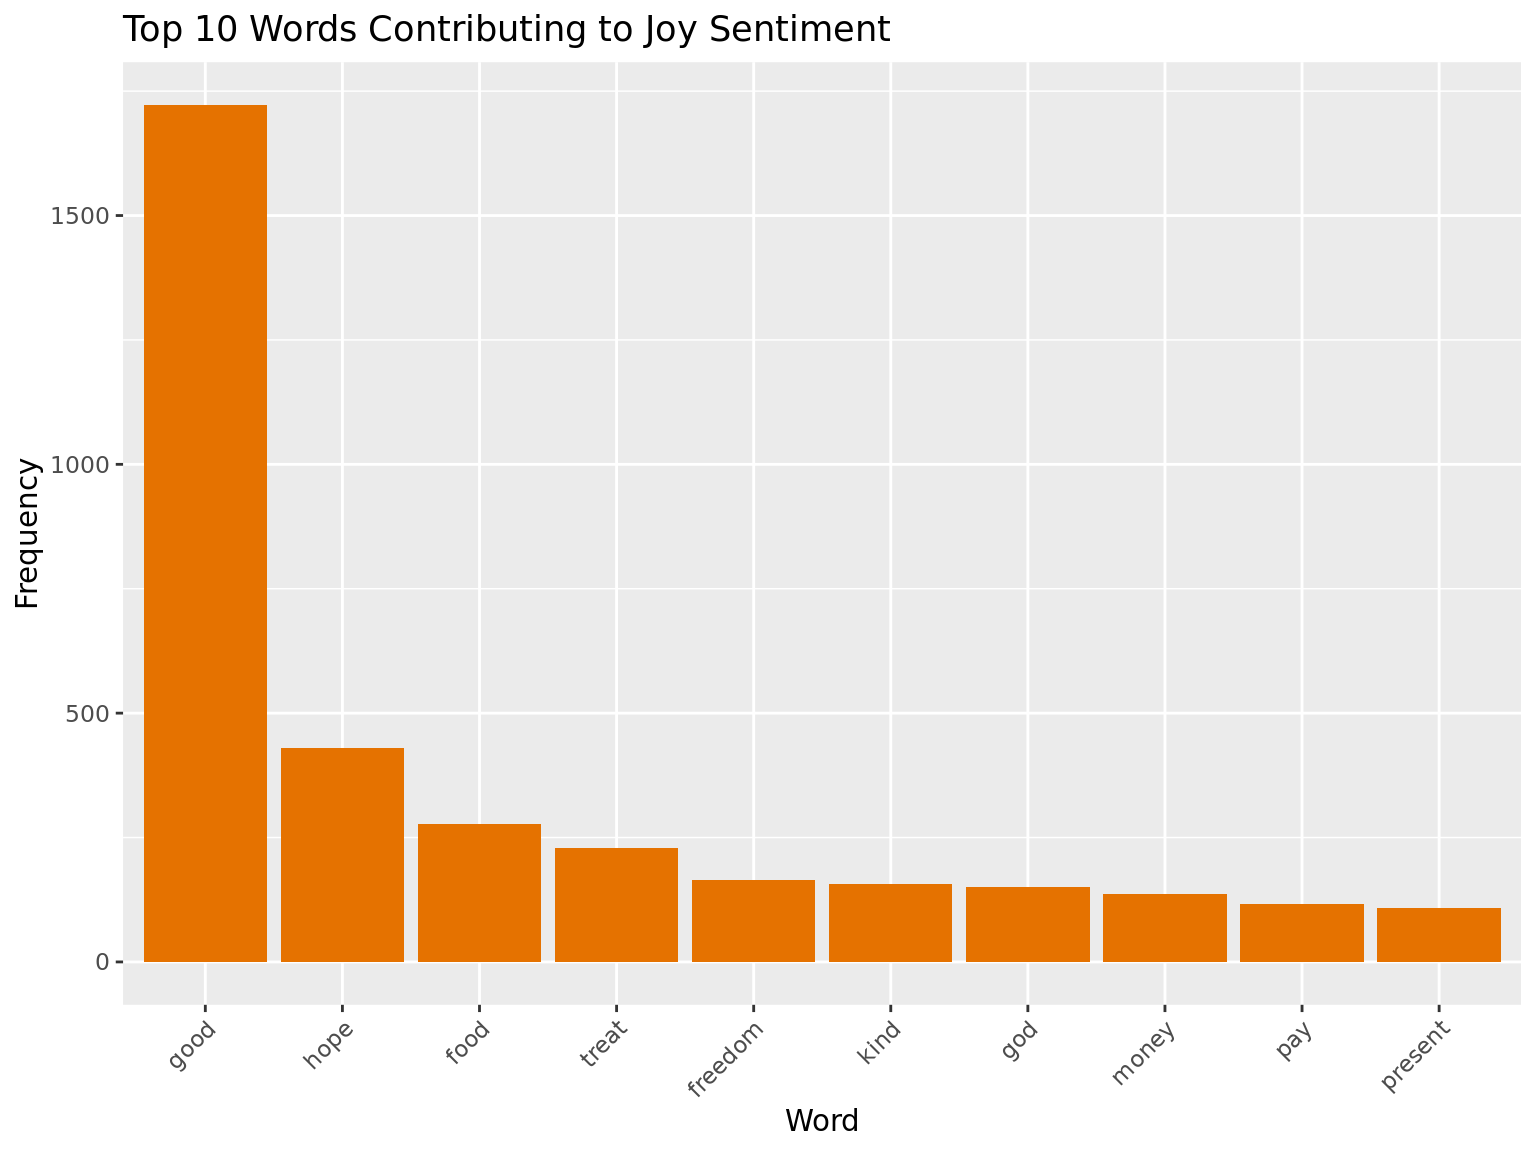 Top 10 Words Contributing to Joy Sentiment
Frequency
1500
1000
500
0
good
hope
food
treat
freedom
kind
god
money
pay
present
Word